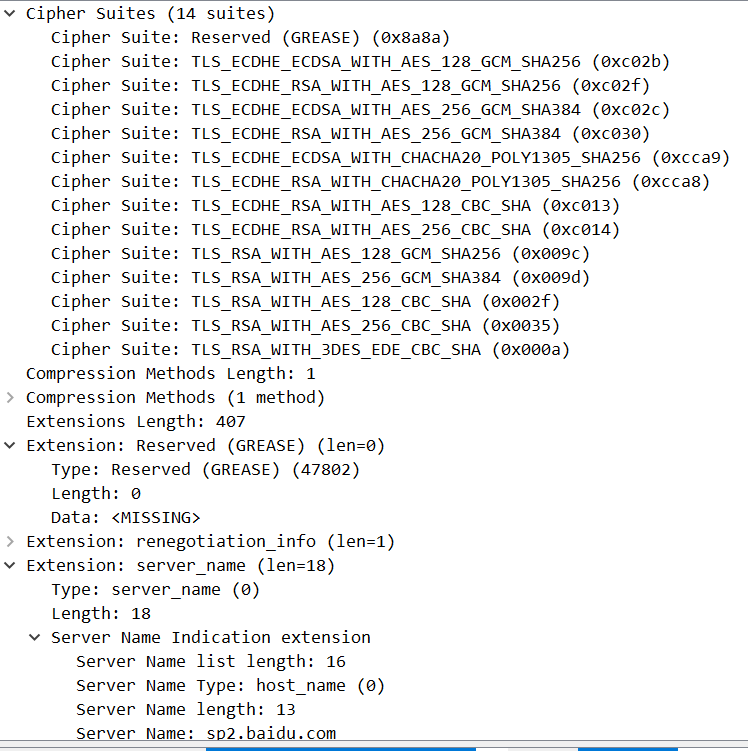 Cipher Suites (14 suites)
Cipher Suite: Reserved (GREASE) (0x8a8a)
Cipher Suite: TLS_ECDHE_ECDSA_WITH_AES_128_GCM_SHA256 (0xc02b)
Cipher Suite: TLS_ECDHE_RSA_WITH_AES_128_GCM_SHA256 (0xc02f)
Cipher Suite: TLS_ECDHE_ECDSA_WITH_AES_256_GCM_SHA384 (0xc02c)
Cipher Suite: TLS_ECDHE_RSA_WITH_AES_256_GCM_SHA384 (0xc030)
Cipher Suite: TLS_ECDHE_ECDSA_WITH_CHACHA20_POLY1305_SHA256 (0xcca9)
Cipher Suite: TLS_ECDHE_RSA_WITH_CHACHA20_POLY1305_SHA256 (0xcca8)
Cipher Suite: TLS_ECDHE_RSA_WITH_AES_128_CBC_SHA (0xc013)
Cipher Suite: TLS_ECDHE_RSA_WITH_AES_256_CBC_SHA (0xc014)
Cipher Suite: TLS_RSA_WITH_AES_128_GCM_SHA256 (0x009c)
Cipher Suite: TLS_RSA_WITH_AES_256_GCM_SHA384 (0x009d)
Cipher Suite: TLS_RSA_WITH_AES_128_CBC_SHA (0x002f)
Cipher Suite: TLS_RSA_WITH_AES_256_CBC_SHA (0x0035)
Cipher Suite: TLS_RSA_WITH_3DES_EDE_CBC_SHA (0x000a)
Compression Methods Length: 1
Compression Methods (1 method)
Extensions Length: 407
Extension: Reserved (GREASE) (len=0)
Type: Reserved (GREASE) (47802)
Length: 0
Data: <MISSING>
Extension: renegotiation_info (len=1)
Extension: server_name (len=18)
Type: server_name (0)
Length: 18
Server Name Indication extension
Server Name list length: 16
Server Name Type: host_name (0)
Server Name length: 13
Server Name: sp2.baidu.com